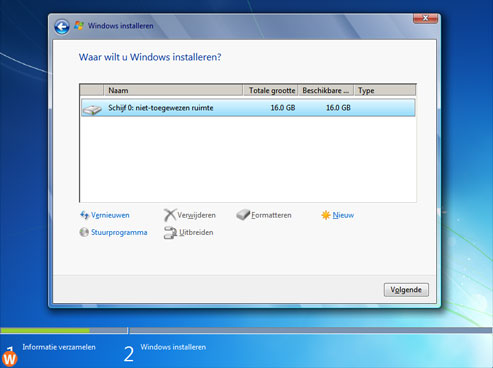 Windows installeren
Waar wilt u Windows installeren?
Naam Totale grootte Beschikbare ... Type
Schijf 0: niet-toegewezen ruimte 16.0 GB 16.0 GB
Vernieuwen Verwijderen Formatteren Nieuw
Stuurprogramma Uitbreiden
Volgende
1 Informatie verzamelen 2 Windows installeren
W